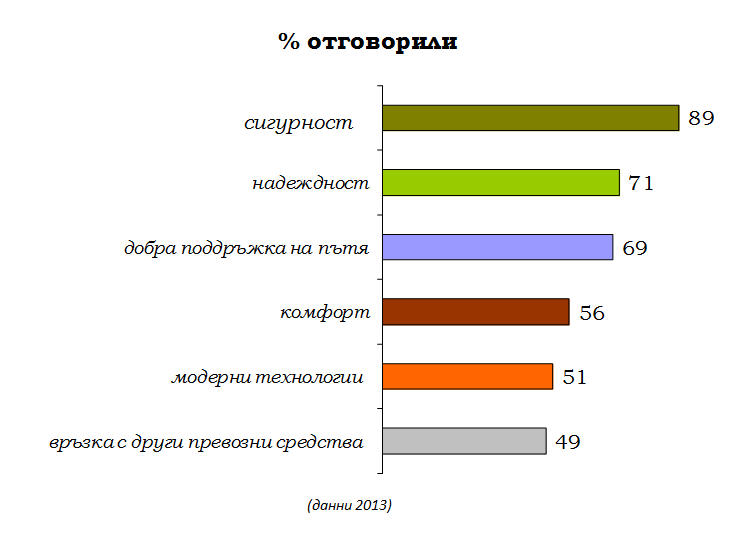 % отговорили
сигурност 89
надеждност 71
добра поддръжка на пътя 69
комфорт 56
модерни технологии 51
връзка с други превозни средства 49
(данни 2013)